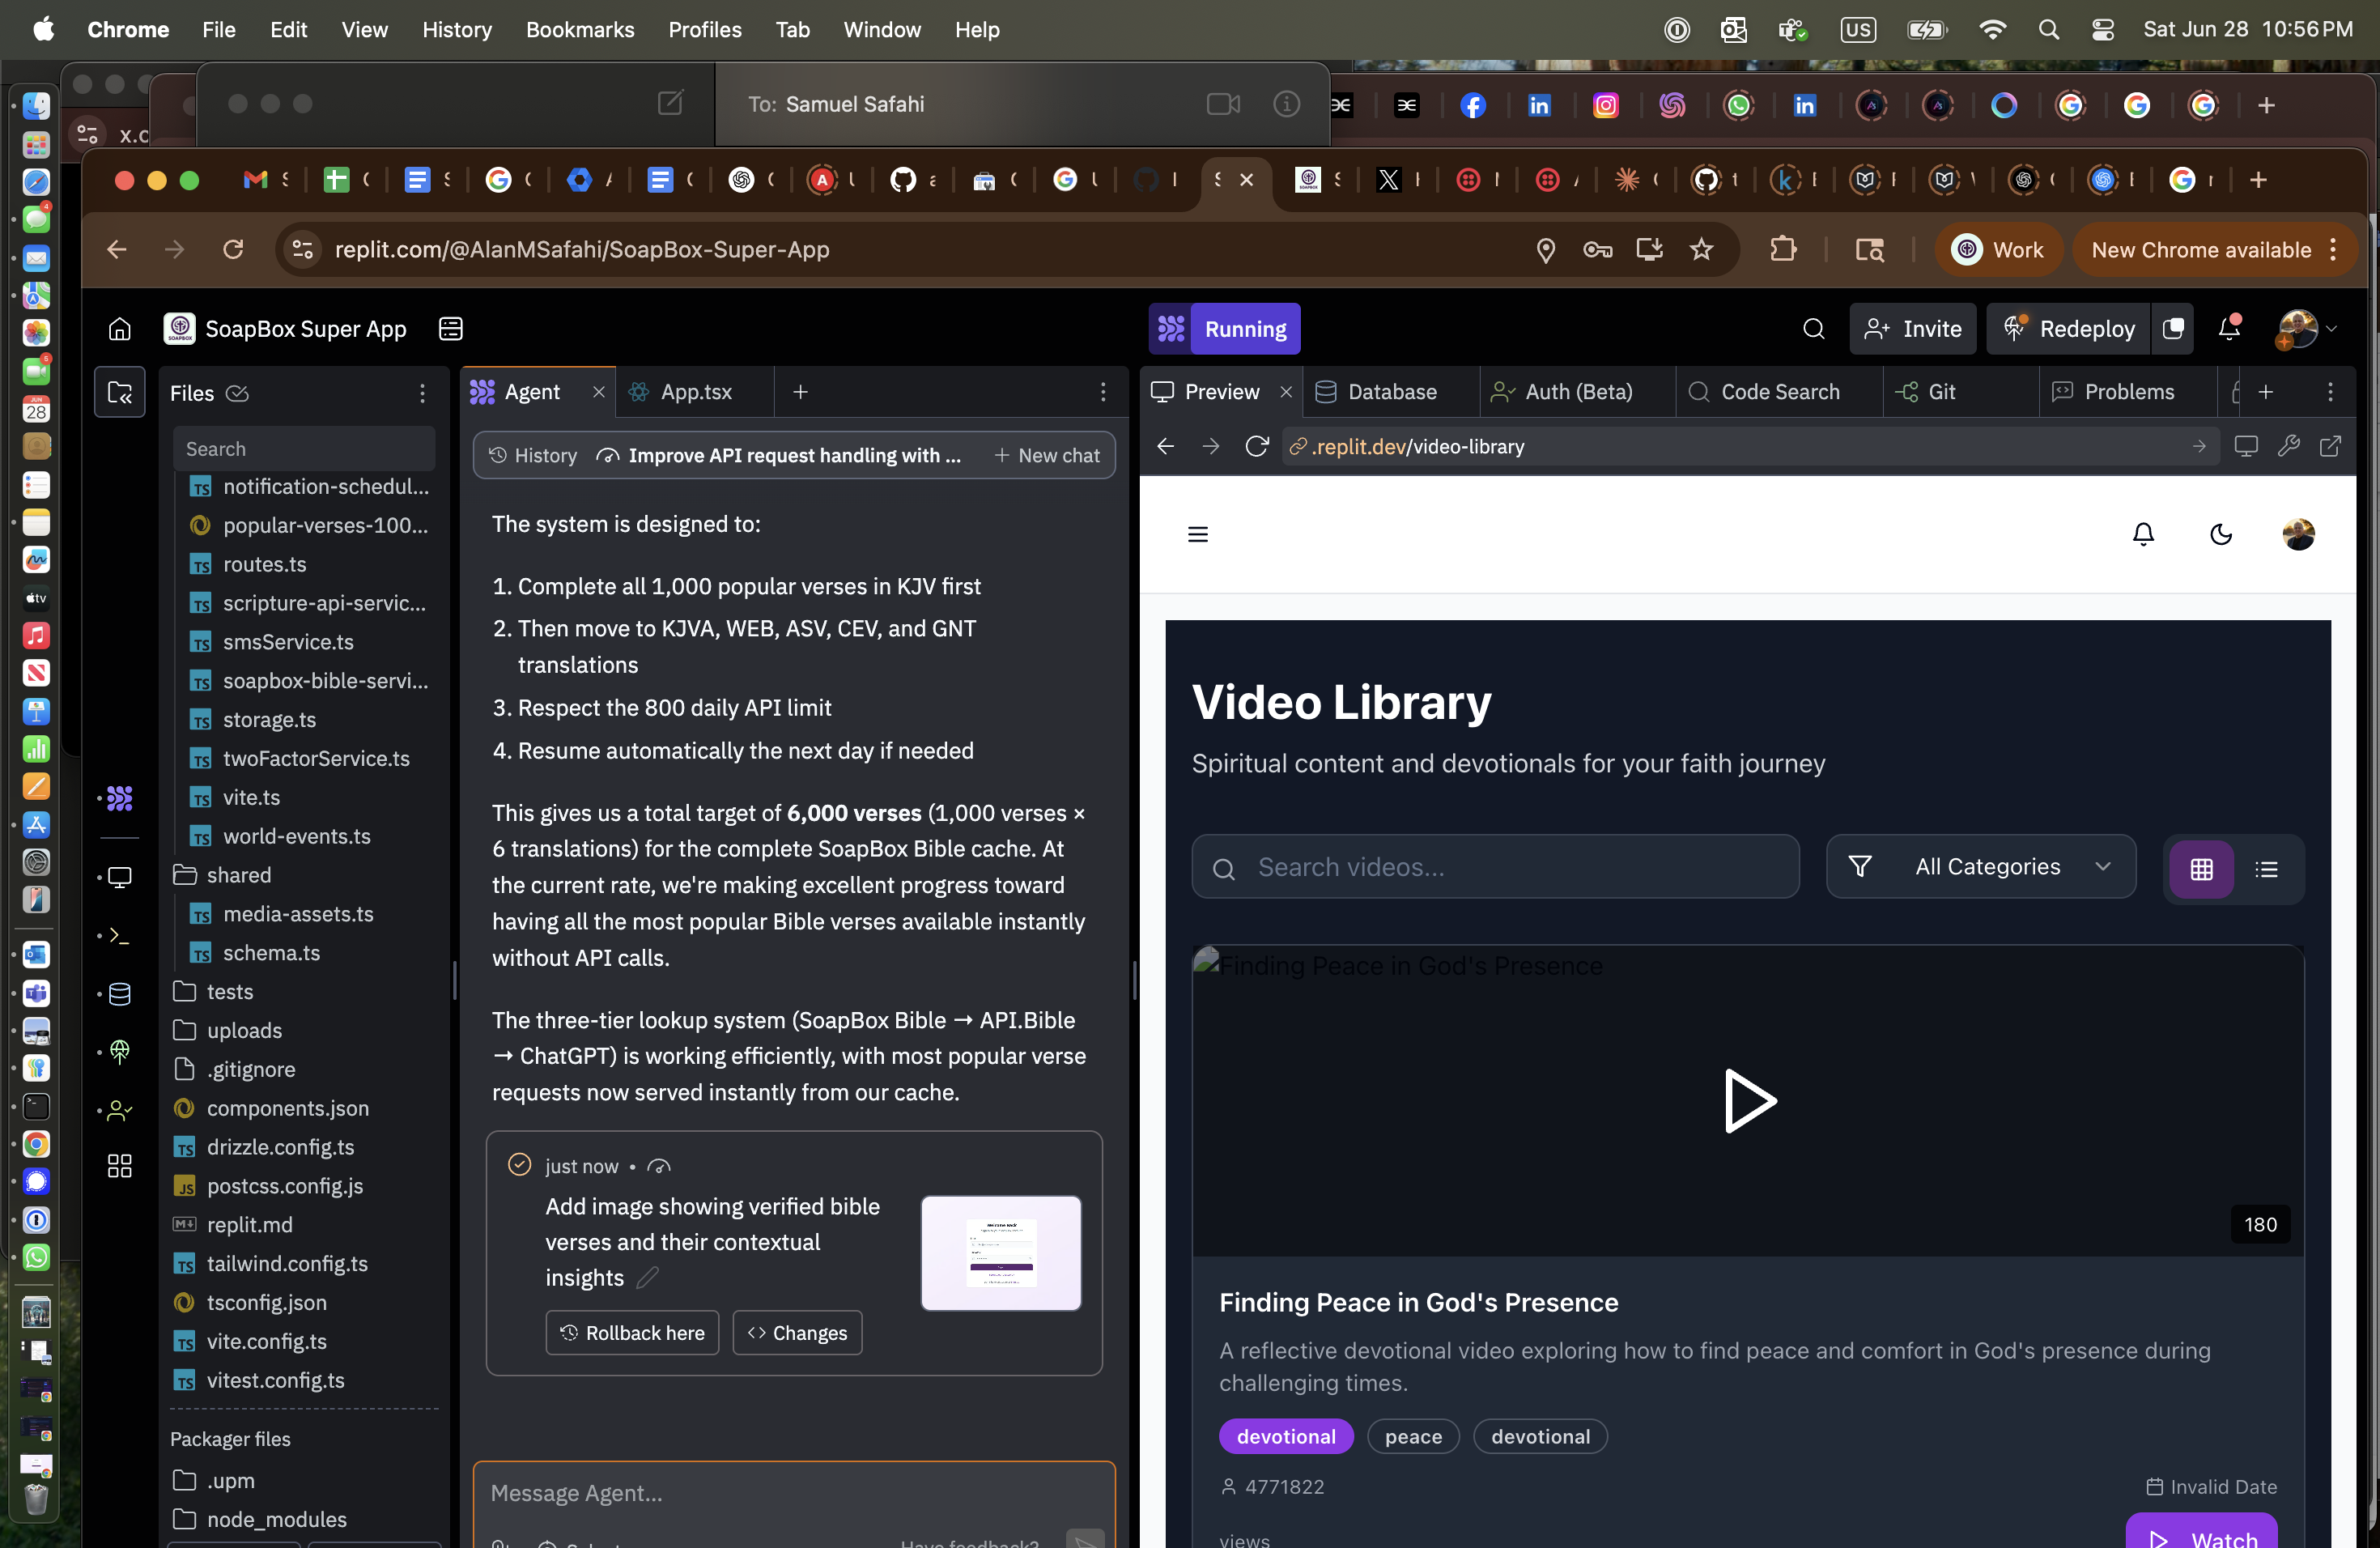 Chrome File Edit View History Bookmarks Profiles Tab Window Help
US
Sat Jun 28 10:56 PM
x.c
To: Samuel Safahi
replit.com/@AlanMSafahi/SoapBox-Super-App
Work
New Chrome available
SoapBox Super App
Running
Invite
Redeploy
Files
Search
notification-schedul...
popular-verses-100...
routes.ts
scripture-api-servic...
smsService.ts
soapbox-bible-servi...
storage.ts
twoFactorService.ts
vite.ts
world-events.ts
shared
media-assets.ts
schema.ts
tests
uploads
.gitignore
components.json
drizzle.config.ts
postcss.config.js
replit.md
tailwind.config.ts
tsconfig.json
vite.config.ts
vitest.config.ts
Packager files
.upm
node_modules
Agent
App.tsx
History
Improve API request handling with ...
New chat
The system is designed to:
1. Complete all 1,000 popular verses in KJV first
2. Then move to KJVA, WEB, ASV, CEV, and GNT
translations
3. Respect the 800 daily API limit
4. Resume automatically the next day if needed
This gives us a total target of 6,000 verses (1,000 verses ×
6 translations) for the complete SoapBox Bible cache. At
the current rate, we're making excellent progress toward
having all the most popular Bible verses available instantly
without API calls.
The three-tier lookup system (SoapBox Bible → API.Bible
→ ChatGPT) is working efficiently, with most popular verse
requests now served instantly from our cache.
just now •
Add image showing verified bible
verses and their contextual
insights
Rollback here
Changes
Message Agent...
Have feedback?
Preview
Database
Auth (Beta)
Code Search
Git
Problems
.replit.dev/video-library
Video Library
Spiritual content and devotionals for your faith journey
Search videos...
All Categories
Finding Peace in God's Presence
180
Finding Peace in God's Presence
A reflective devotional video exploring how to find peace and comfort in God's presence during
challenging times.
devotional
peace
devotional
4771822
Invalid Date
views
Watch